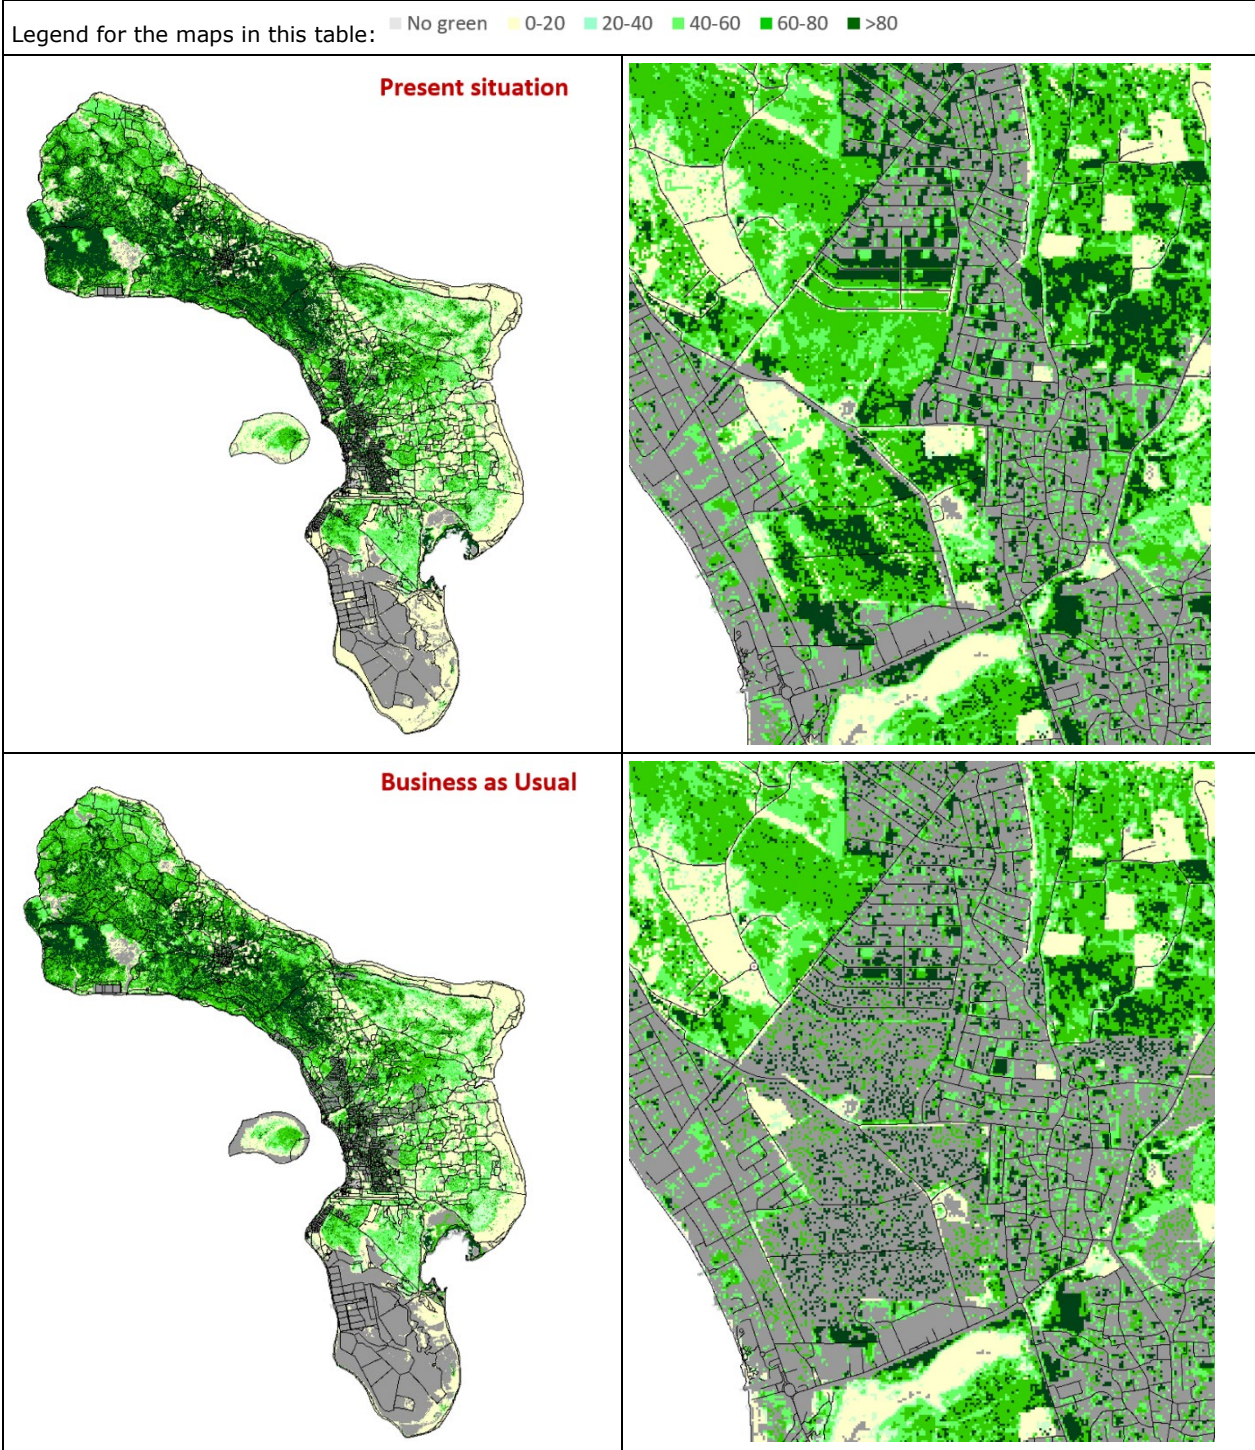 Legend for the maps in this table: No green 0-20 20-40 40-60 60-80 >80
Present situation
Business as Usual